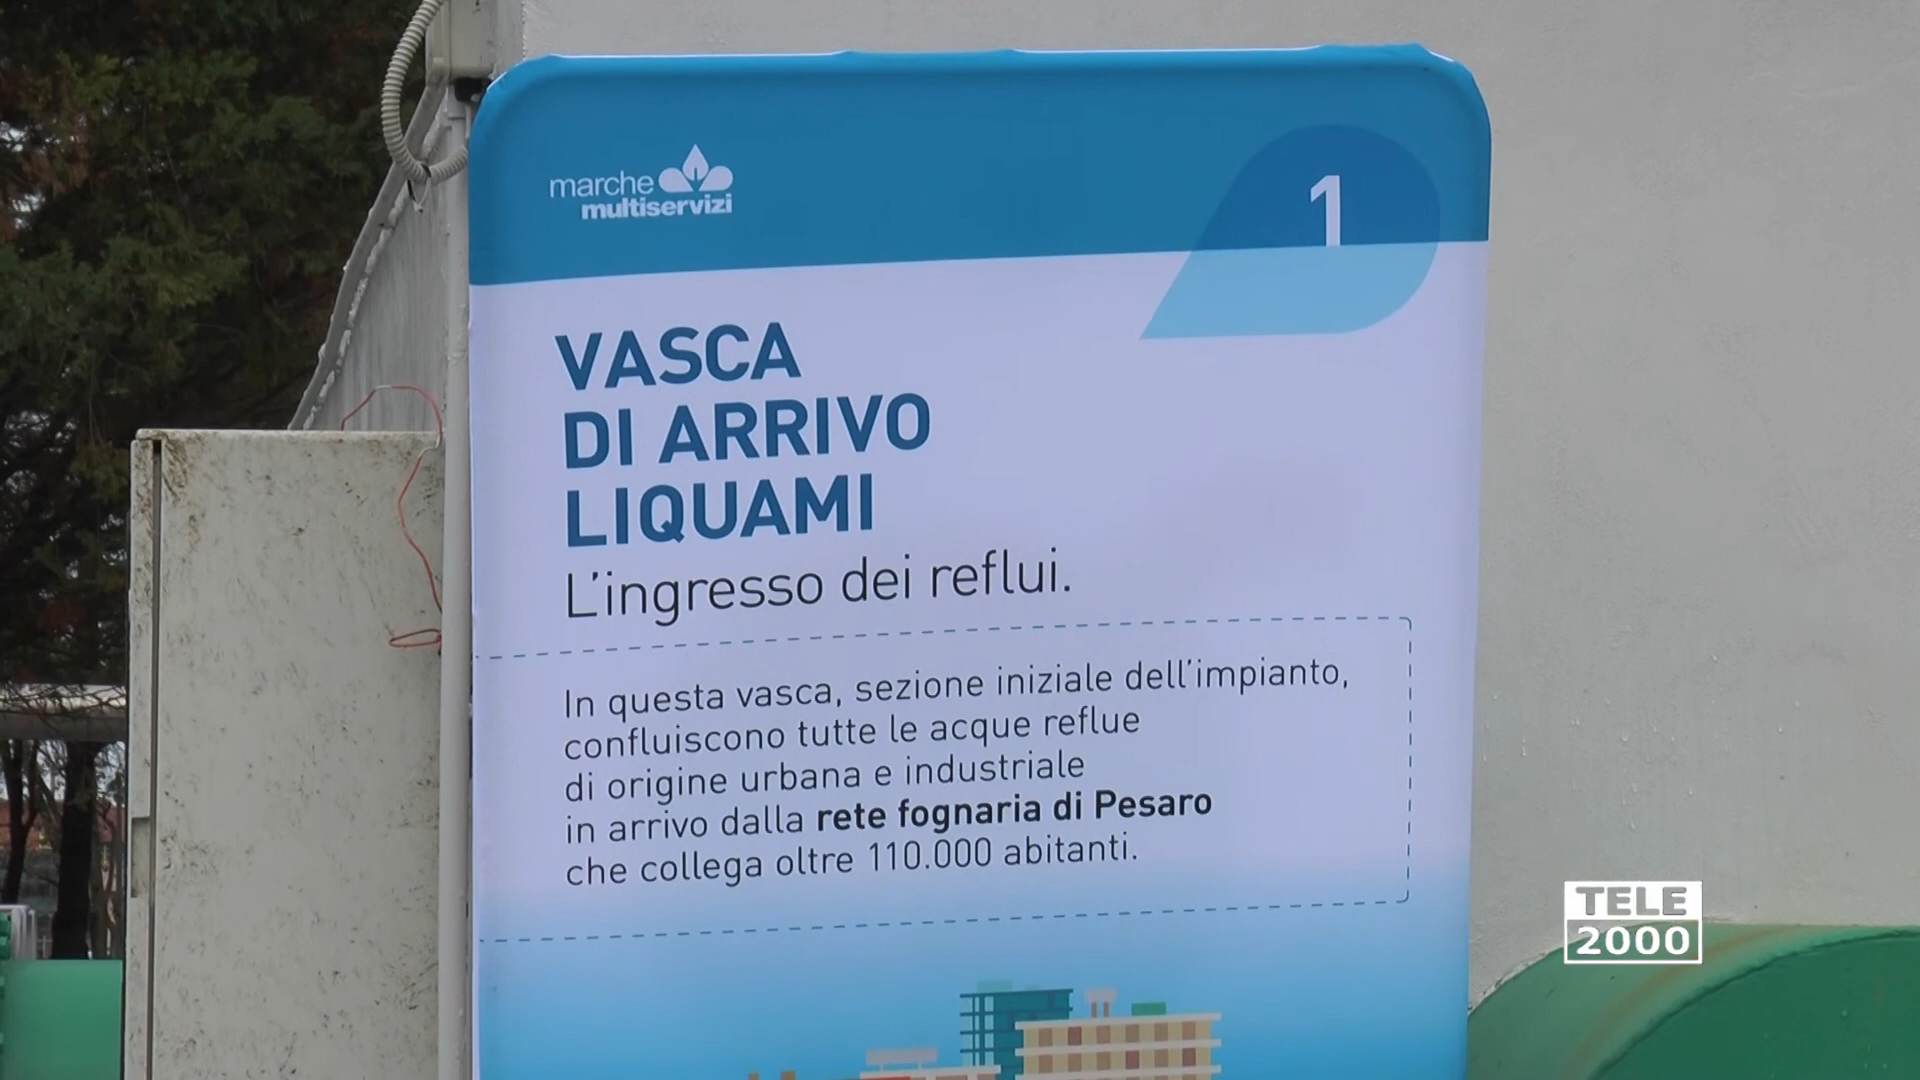 marche
multiservizi
1
VASCA
DI ARRIVO
LIQUAMI
L'ingresso dei reflui.
In questa vasca, sezione iniziale dell'impianto,
confluiscono tutte le acque reflue
di origine urbana e industriale
in arrivo dalla rete fognaria di Pesaro
che collega oltre 110.000 abitanti.
TELE
2000